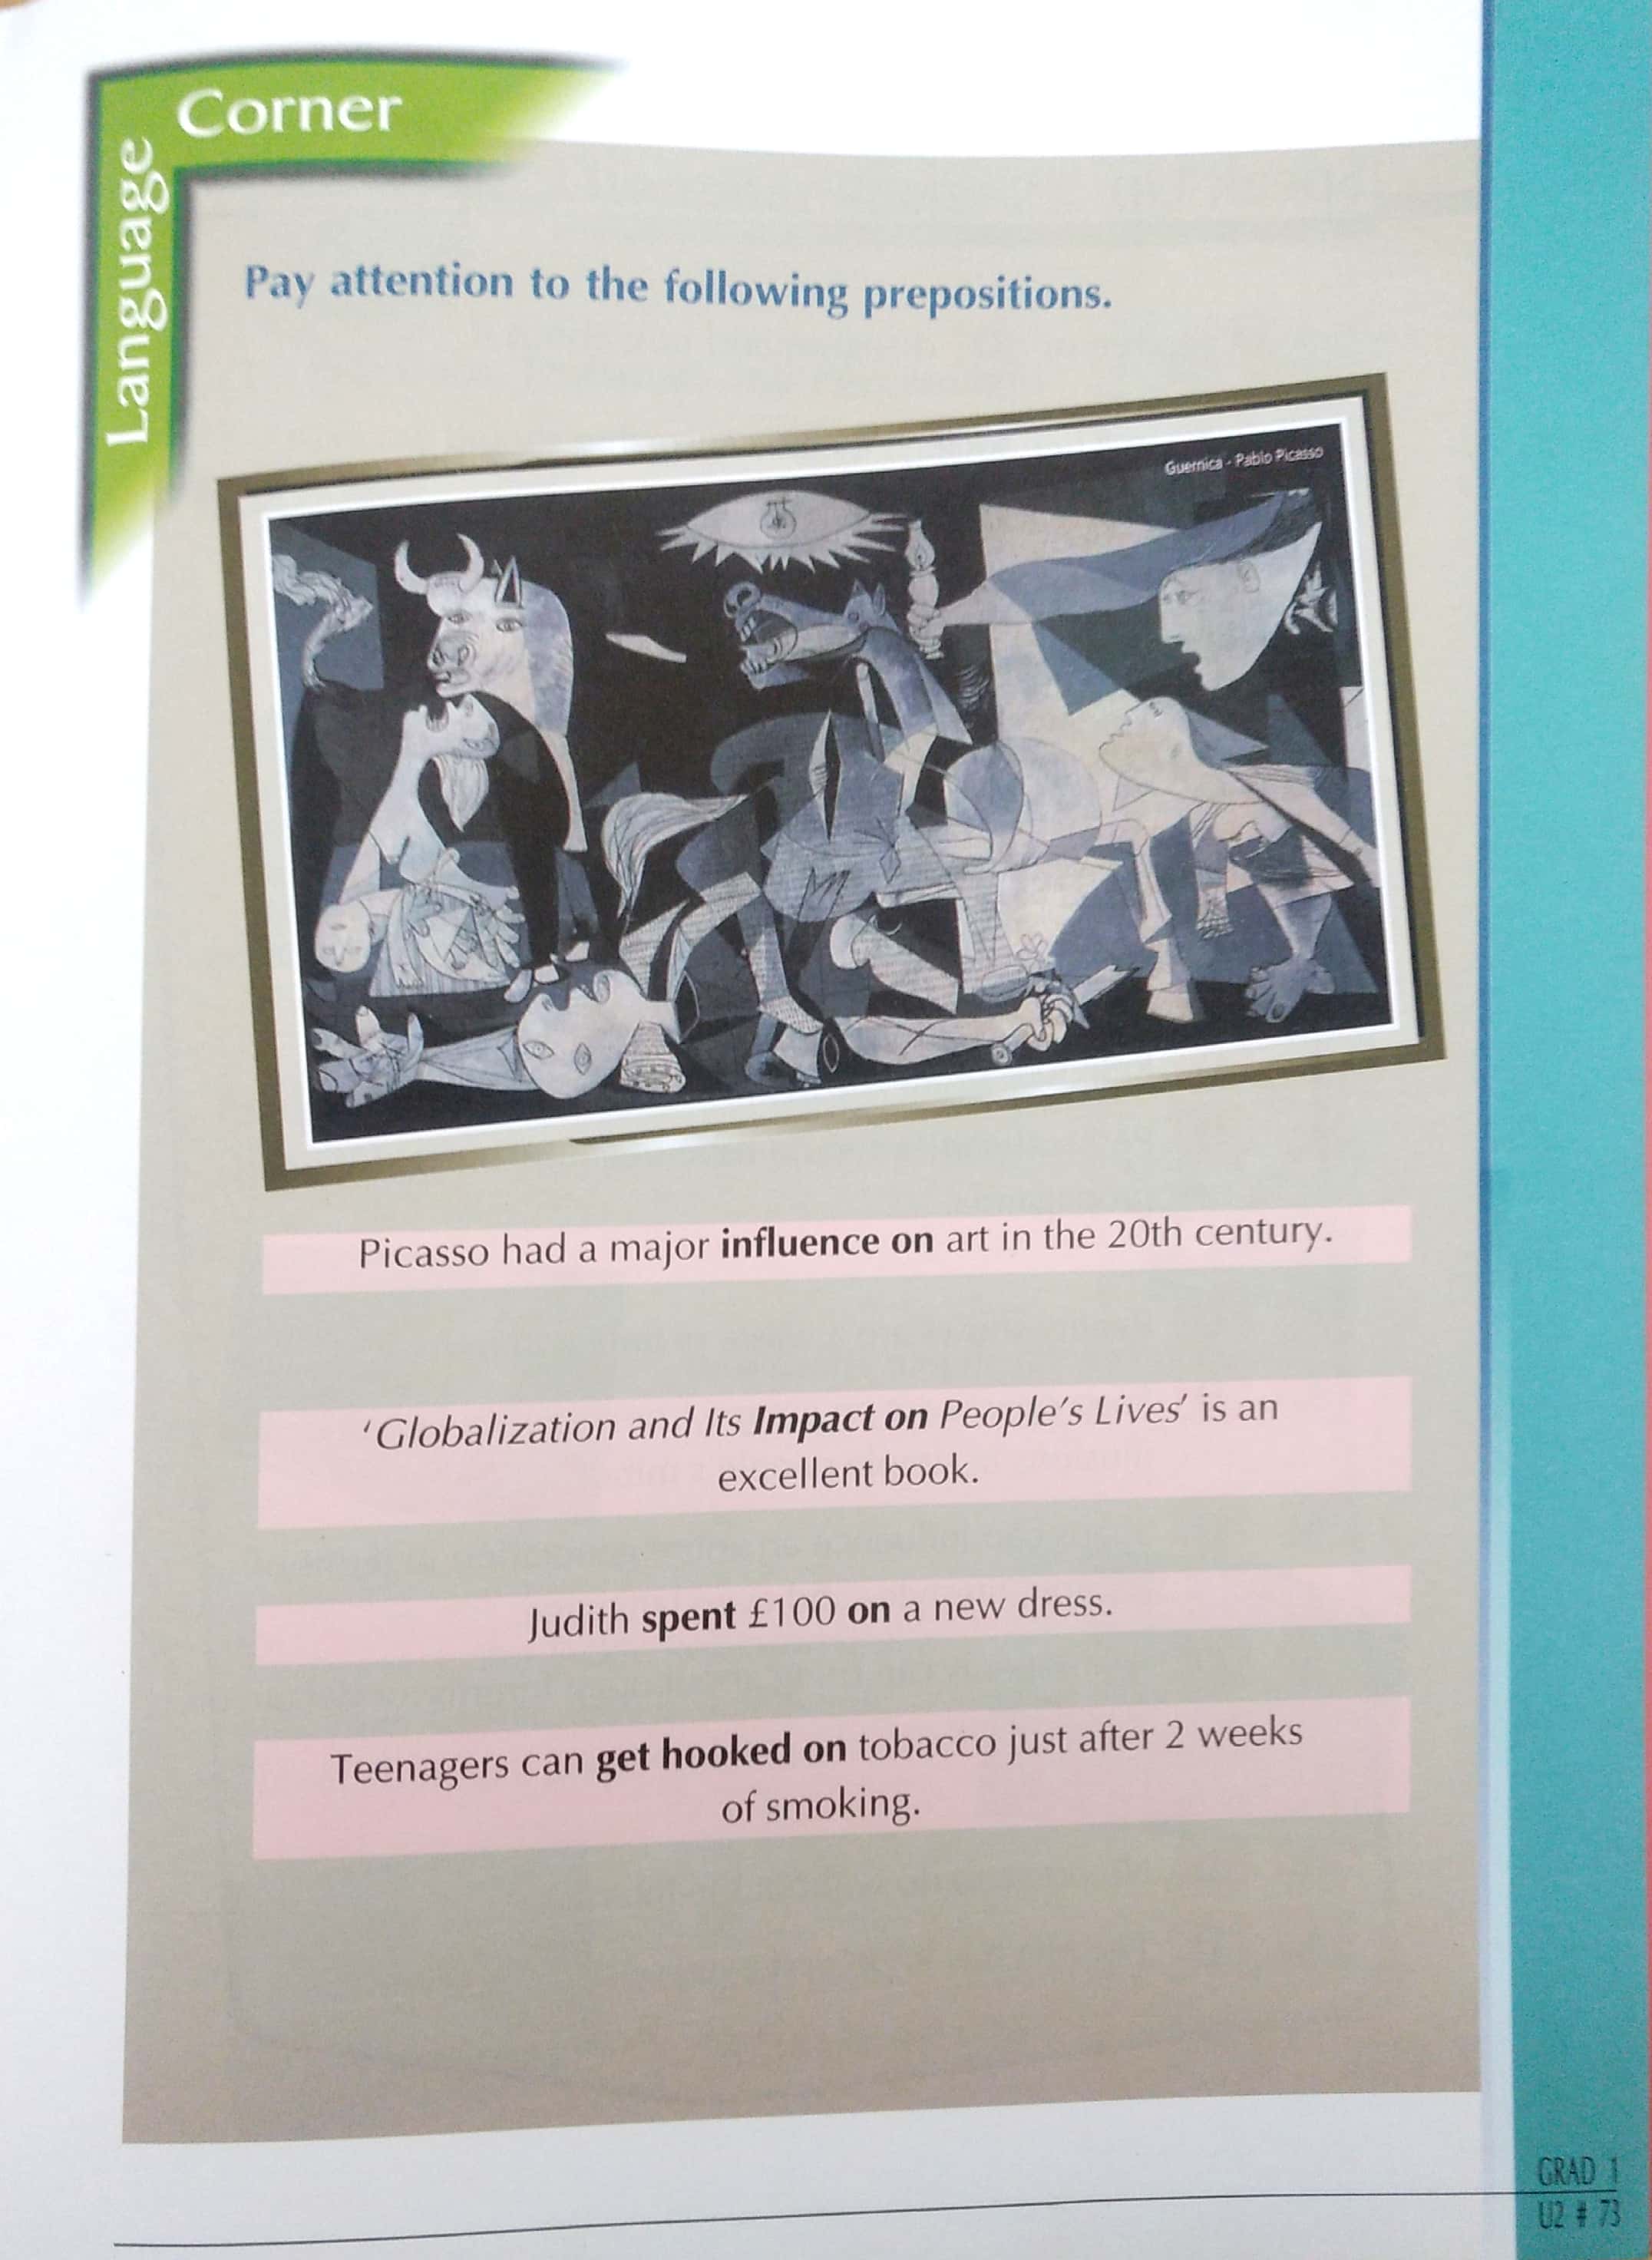 Language
Corner
Pay attention to the following prepositions.
Guernica - Pablo Picasso
Picasso had a major influence on art in the 20th century.
'Globalization and Its Impact on People's Lives' is an
excellent book.
Judith spent £100 on a new dress.
Teenagers can get hooked on tobacco just after 2 weeks
of smoking.
GRAD 1
U2 # 73